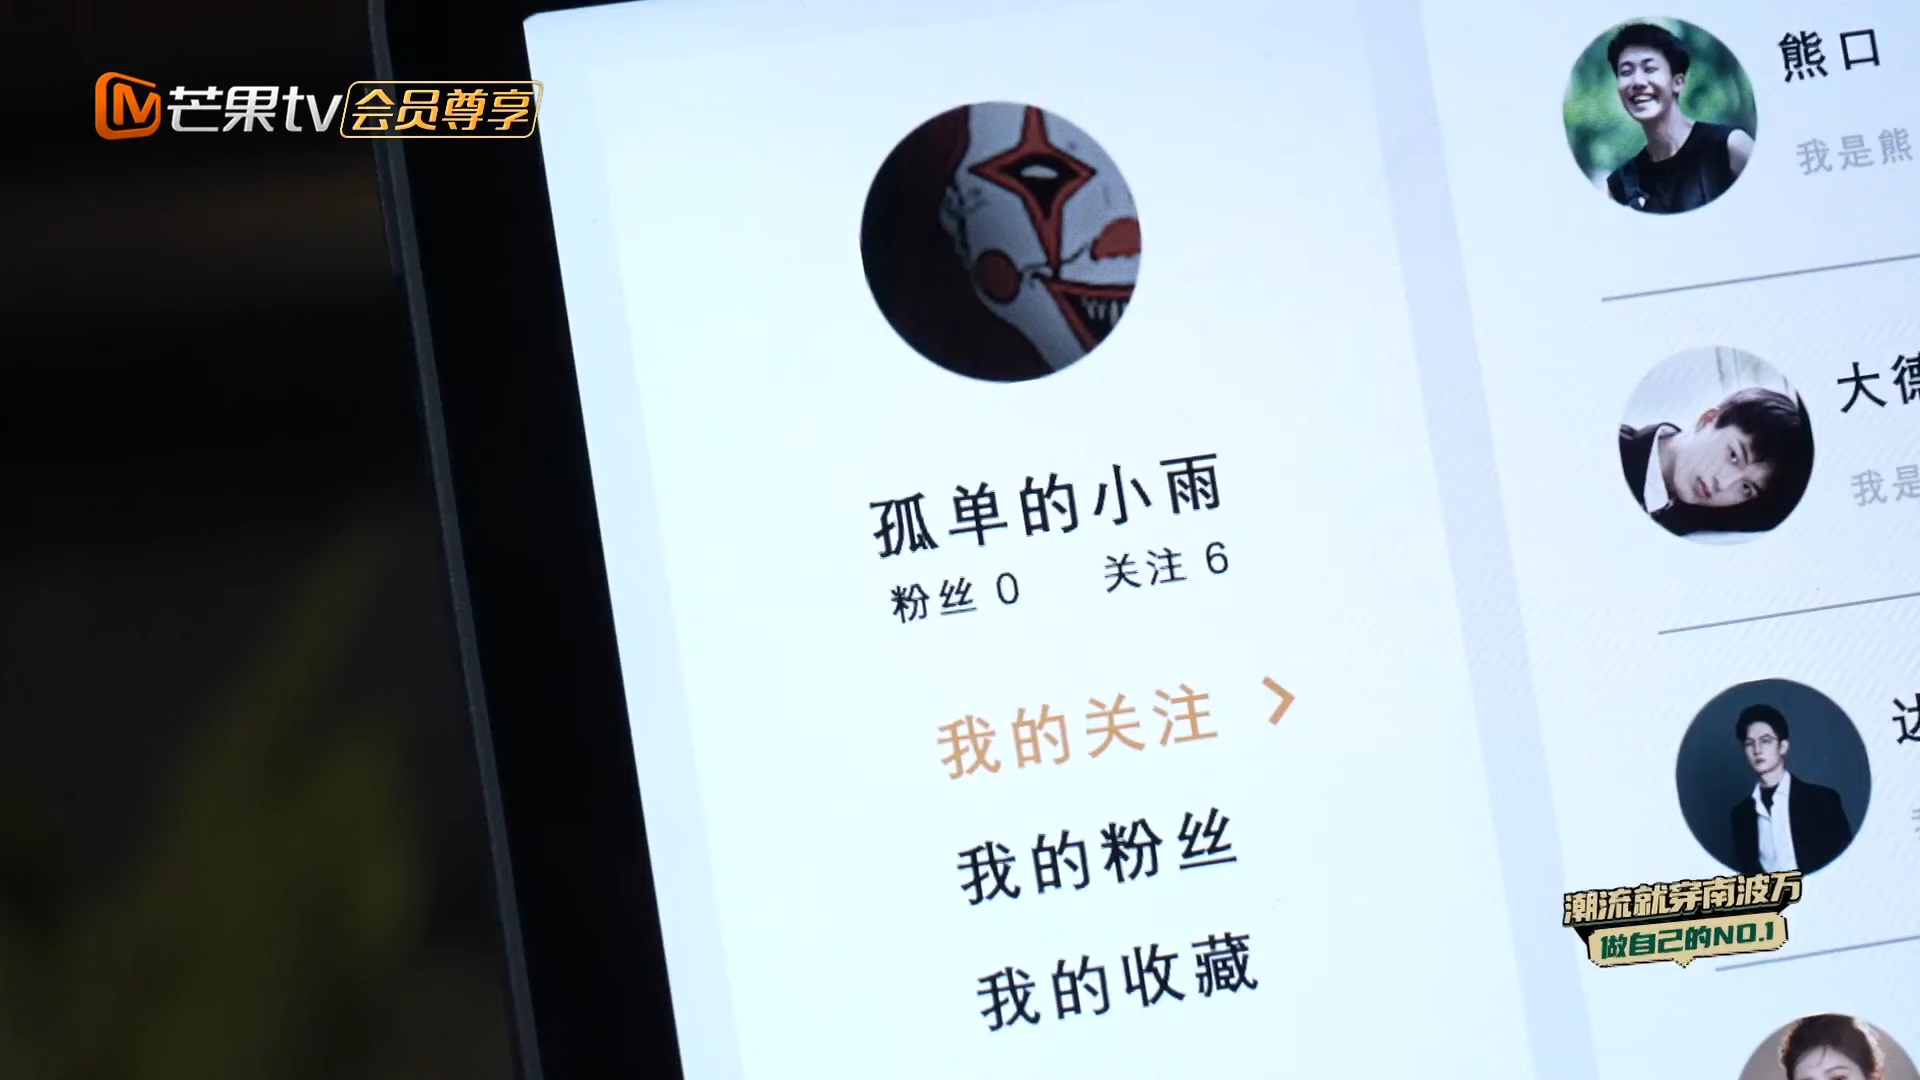 芒果tv会员尊享
孤单的小雨
粉丝 0 关注 6
我的关注 >
我的粉丝
我的收藏
熊口
我是熊
大德
我是
达
潮流就穿南波万
做自己的NO.1